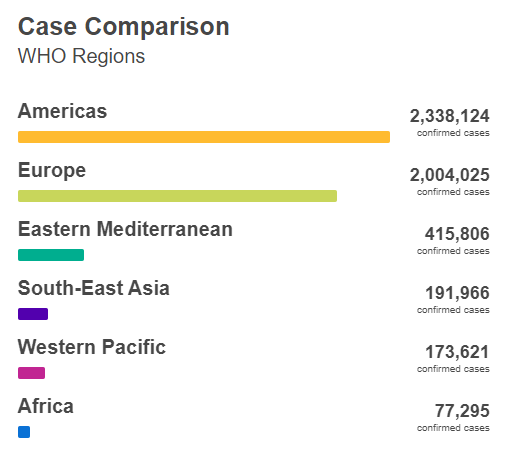 Case Comparison
WHO Regions
Americas
2,338,124
confirmed cases
Europe
2,004,025
confirmed cases
Eastern Mediterranean
415,806
confirmed cases
South-East Asia
191,966
confirmed cases
Western Pacific
173,621
confirmed cases
Africa
77,295
confirmed cases